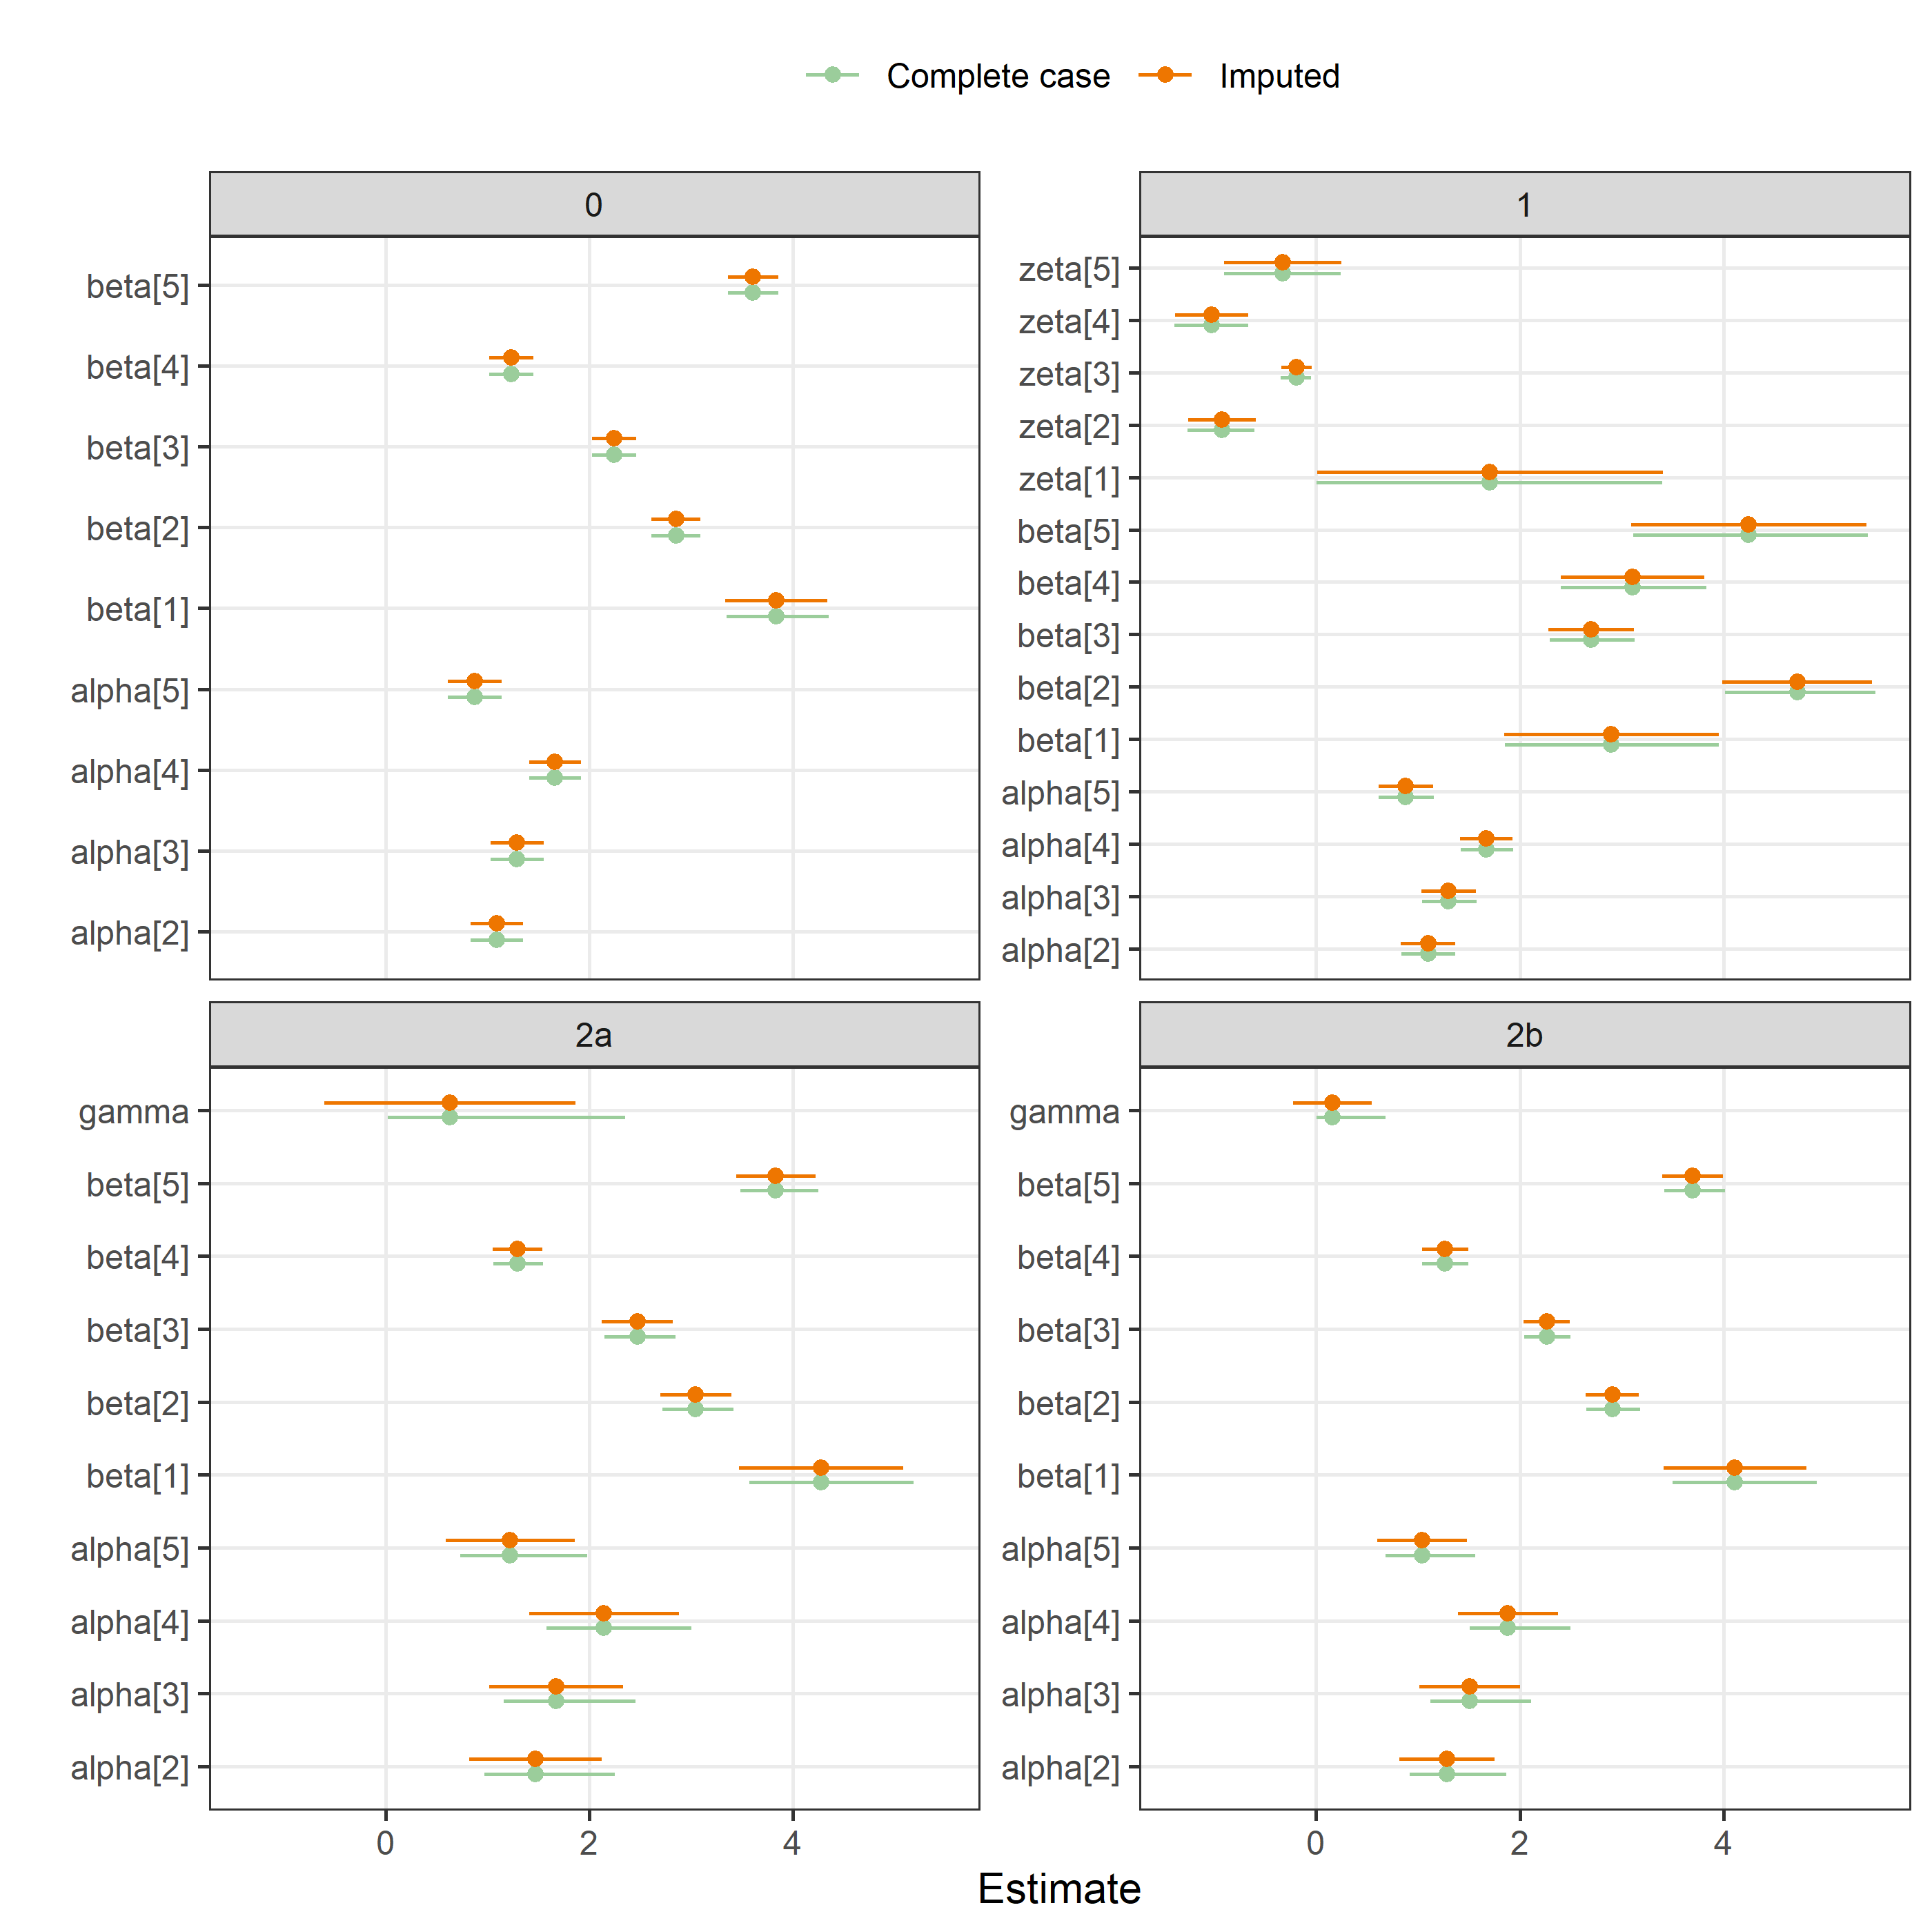 Complete case Imputed
0
beta[5]
beta[4]
beta[3]
beta[2]
beta[1]
alpha[5]
alpha[4]
alpha[3]
alpha[2]
1
zeta[5]
zeta[4]
zeta[3]
zeta[2]
zeta[1]
beta[5]
beta[4]
beta[3]
beta[2]
beta[1]
alpha[5]
alpha[4]
alpha[3]
alpha[2]
2a
gamma
beta[5]
beta[4]
beta[3]
beta[2]
beta[1]
alpha[5]
alpha[4]
alpha[3]
alpha[2]
0 2 4
2b
gamma
beta[5]
beta[4]
beta[3]
beta[2]
beta[1]
alpha[5]
alpha[4]
alpha[3]
alpha[2]
0 2 4
Estimate